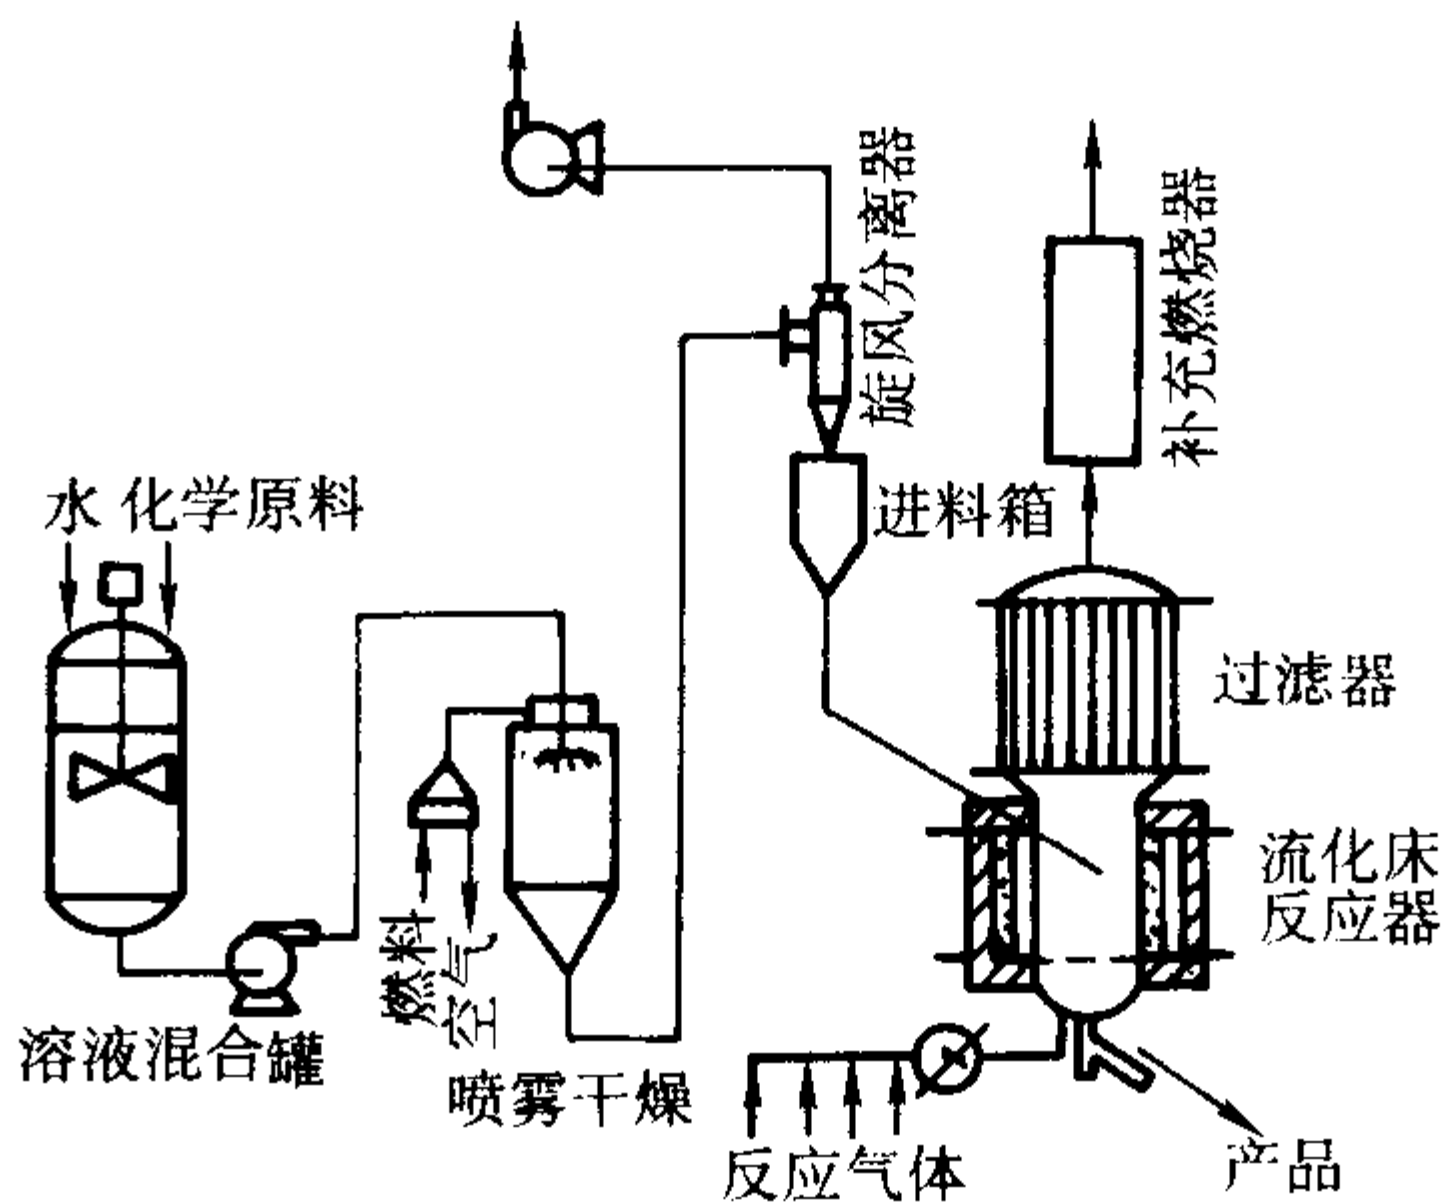 旋风分离器
补充燃烧器
水 化学原料
进料箱
过滤器
流化床
反应器
燃料
空气
溶液混合罐
喷雾干燥
反应气体
产品